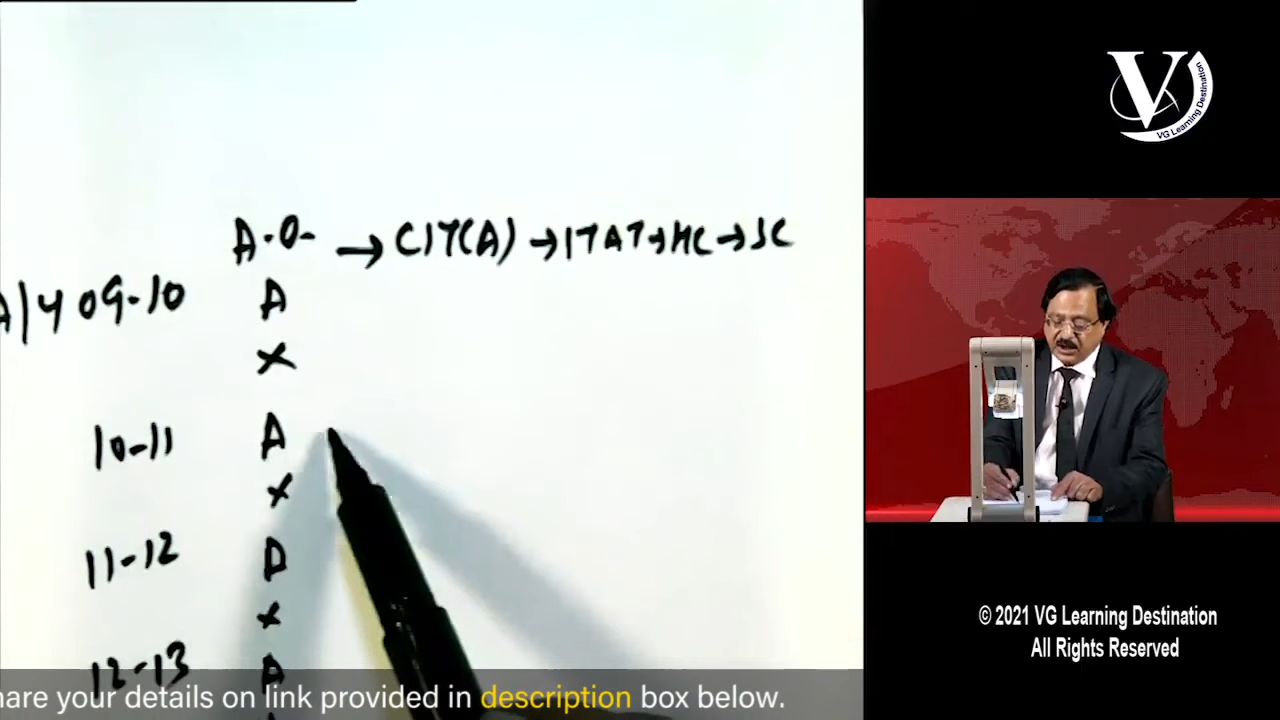 A.O. → CIT(A) → ITAT → HC → SC
A/Y 09-10 A
X
10-11 A
X
11-12 A
X
12-13 A
V
VG Learning Destination
© 2021 VG Learning Destination
All Rights Reserved
hare your details on link provided in description box below.